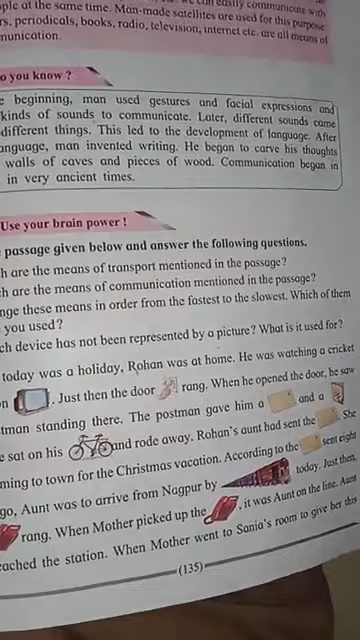 ple at the same time. Man-made satellites are used for this purpose
rs, periodicals, books, radio, television, internet etc. are all means of
munication.
o you know ?
e beginning, man used gestures and facial expressions and
kinds of sounds to communicate. Later, different sounds came
different things. This led to the development of language. After
anguage, man invented writing. He began to carve his thoughts
walls of caves and pieces of wood. Communication began in
in very ancient times.
Use your brain power !
passage given below and answer the following questions.
h are the means of transport mentioned in the passage?
ch are the means of communication mentioned in the passage?
nge these means in order from the fastest to the slowest. Which of them
you used?
ch device has not been represented by a picture? What is it used for?
today was a holiday, Rohan was at home. He was watching a cricket
on . Just then the door rang. When he opened the door, he saw
tman standing there. The postman gave him a and a
e sat on his and rode away. Rohan's aunt had sent the . She
ming to town for the Christmas vacation. According to the sent eight
go, Aunt was to arrive from Nagpur by today. Just then,
rang. When Mother picked up the , it was Aunt on the line. Aunt
eached the station. When Mother went to Sania's room to give her this
(135)